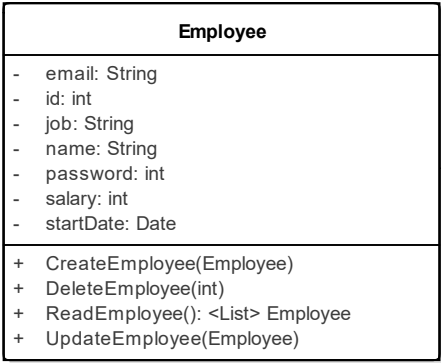 Employee
- email: String
- id: int
- job: String
- name: String
- password: int
- salary: int
- startDate: Date
+ CreateEmployee(Employee)
+ DeleteEmployee(int)
+ ReadEmployee(): <List> Employee
+ UpdateEmployee(Employee)